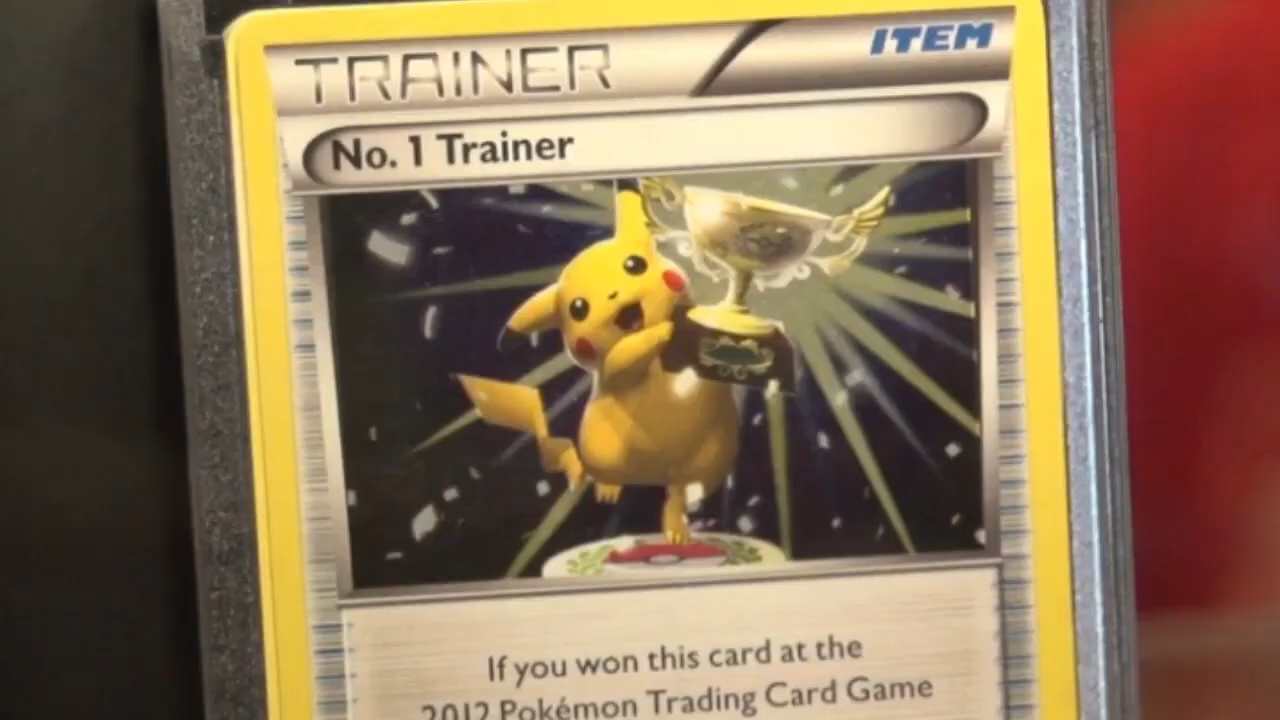 TRAINER
ITEM
No. 1 Trainer
If you won this card at the
2012 Pokémon Trading Card Game